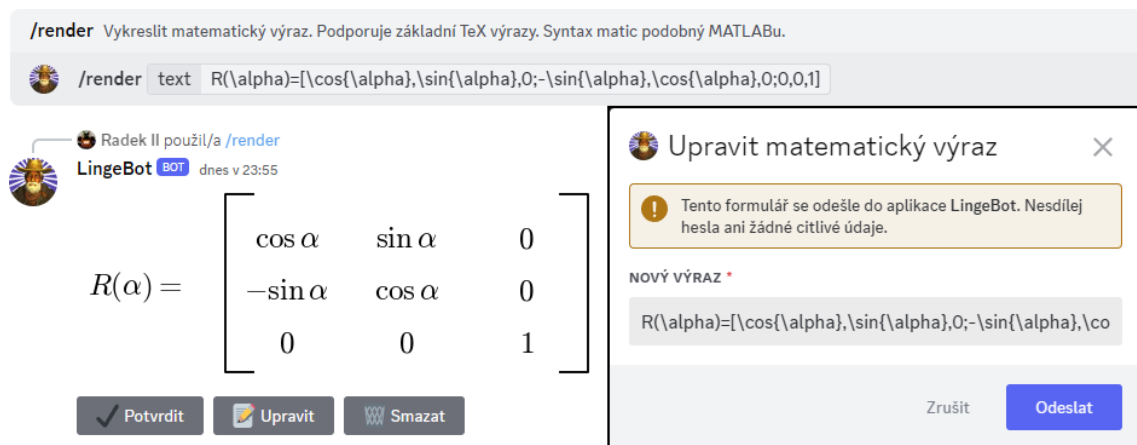 /render Vykreslit matematický výraz. Podporuje základní TeX výrazy. Syntax matic podobný MATLABu.
/render text R(\alpha)=[\cos{\alpha},\sin{\alpha},0;-\sin{\alpha},\cos{\alpha},0;0,0,1]
Radek II použil/a /render
LingeBot BOT dnes v 23:55
cos α sin α 0
R(α) = −sin α cos α 0
0 0 1
Potvrdit Upravit Smazat
Upravit matematický výraz
Tento formulář se odešle do aplikace LingeBot. Nesdílej
hesla ani žádné citlivé údaje.
NOVÝ VÝRAZ *
R(\alpha)=[\cos{\alpha},\sin{\alpha},0;-\sin{\alpha},\co
Zrušit Odeslat